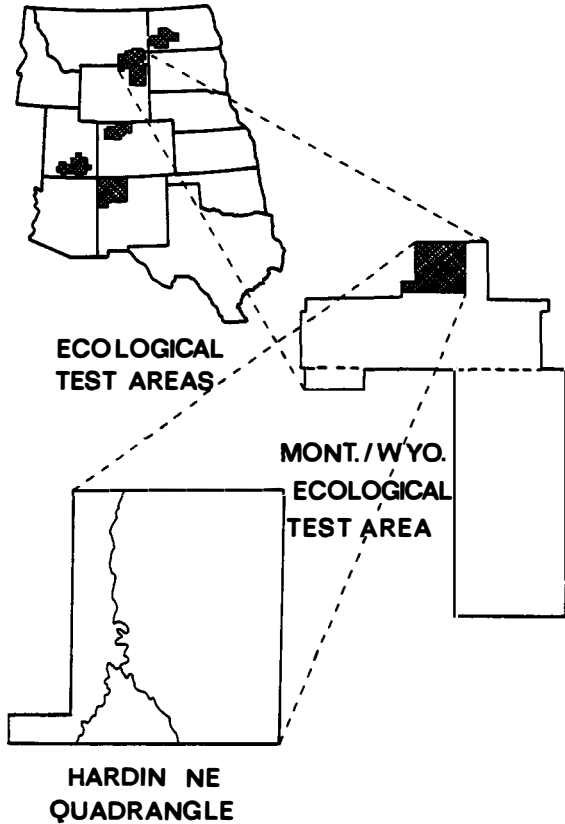 ECOLOGICAL
TEST AREAS
MONT./WYO.
ECOLOGICAL
TEST AREA
HARDIN NE
QUADRANGLE